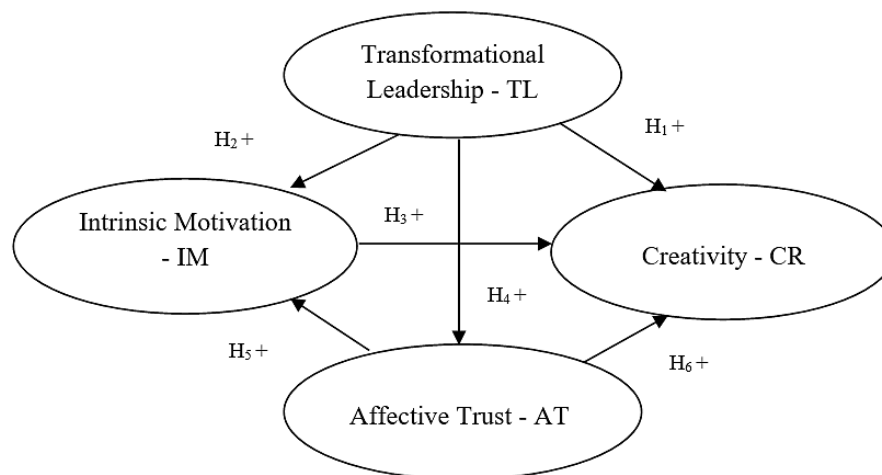 Transformational
Leadership - TL
H₂+
H₁+
Intrinsic Motivation
- IM
H₃+
Creativity - CR
H₄+
H₅+
H₆+
Affective Trust - AT